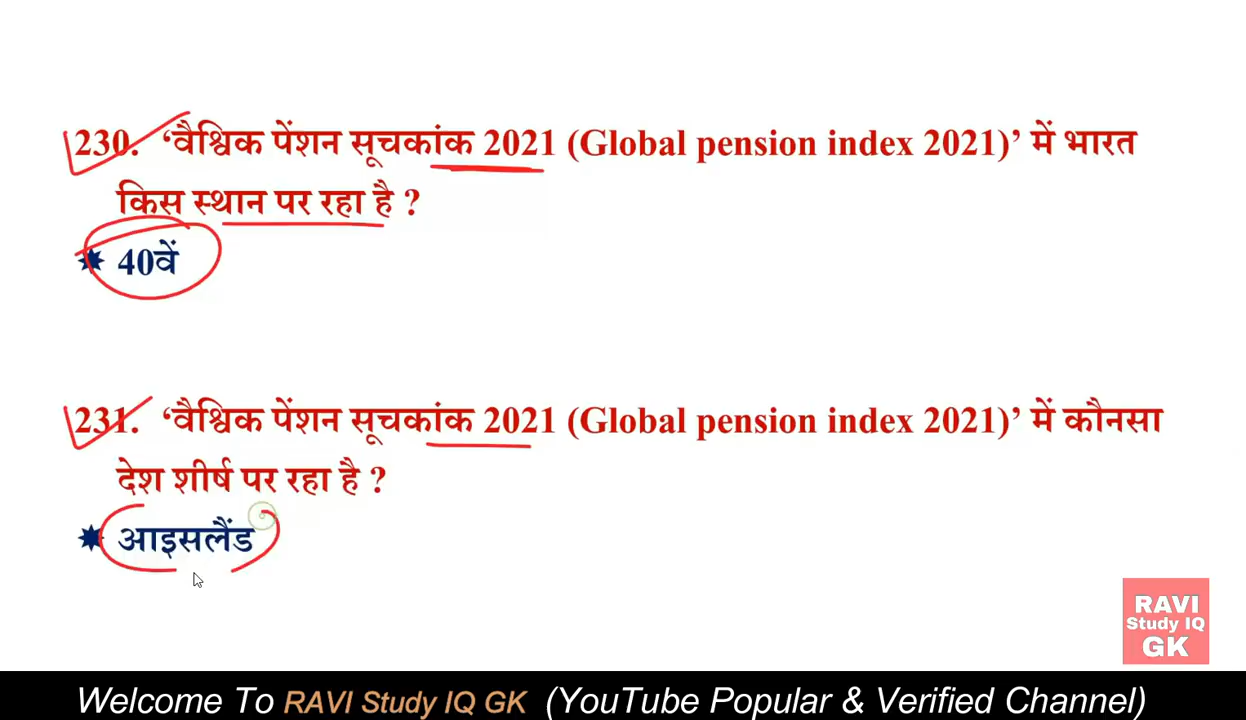 230. ‘वैश्विक पेंशन सूचकांक 2021 (Global pension index 2021)’ में भारत
किस स्थान पर रहा है ?
40वें
231. ‘वैश्विक पेंशन सूचकांक 2021 (Global pension index 2021)’ में कौनसा
देश शीर्ष पर रहा है ?
आइसलैंड
RAVI
Study IQ
GK
Welcome To RAVI Study IQ GK (YouTube Popular & Verified Channel)